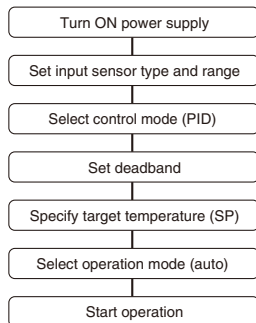 Turn ON power supply
Set input sensor type and range
Select control mode (PID)
Set deadband
Specify target temperature (SP)
Select operation mode (auto)
Start operation